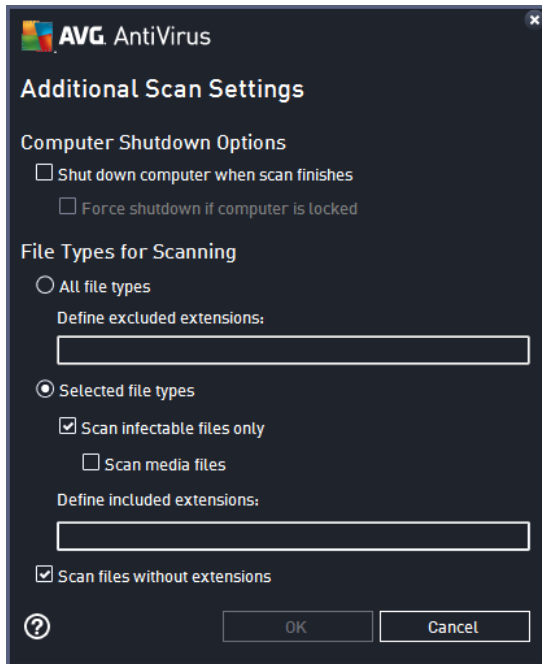 AVG. AntiVirus
Additional Scan Settings
Computer Shutdown Options
Shut down computer when scan finishes
Force shutdown if computer is locked
File Types for Scanning
All file types
Define excluded extensions:
Selected file types
Scan infectable files only
Scan media files
Define included extensions:
Scan files without extensions
? OK Cancel